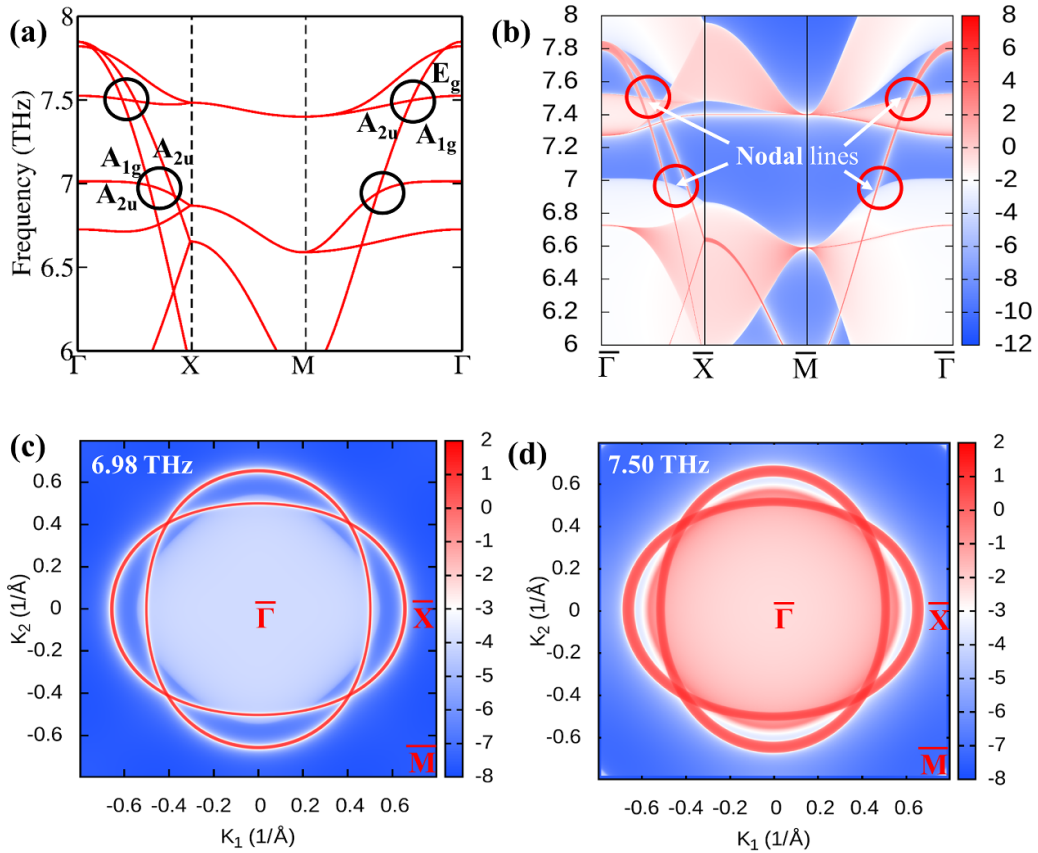 (a)
8
7.5
7
6.5
6
Frequency (THz)
E_g
A_2u
A_1g
A_1g
A_2u
A_2u
Γ
X
M
Γ
(b)
8
7.8
7.6
7.4
7.2
7
6.8
6.6
6.4
6.2
6
Nodal lines
Γ̅
X̅
M̅
Γ̅
8
6
4
2
0
-2
-4
-6
-8
-10
-12
(c)
6.98 THz
0.6
0.4
0.2
0
-0.2
-0.4
-0.6
K₂ (1/Å)
Γ̅
X̅
M̅
-0.6 -0.4 -0.2 0 0.2 0.4 0.6
K₁ (1/Å)
2
1
0
-1
-2
-3
-4
-5
-6
-7
-8
(d)
7.50 THz
0.6
0.4
0.2
0
-0.2
-0.4
-0.6
K₂ (1/Å)
Γ̅
X̅
M̅
-0.6 -0.4 -0.2 0 0.2 0.4 0.6
K₁ (1/Å)
2
1
0
-1
-2
-3
-4
-5
-6
-7
-8